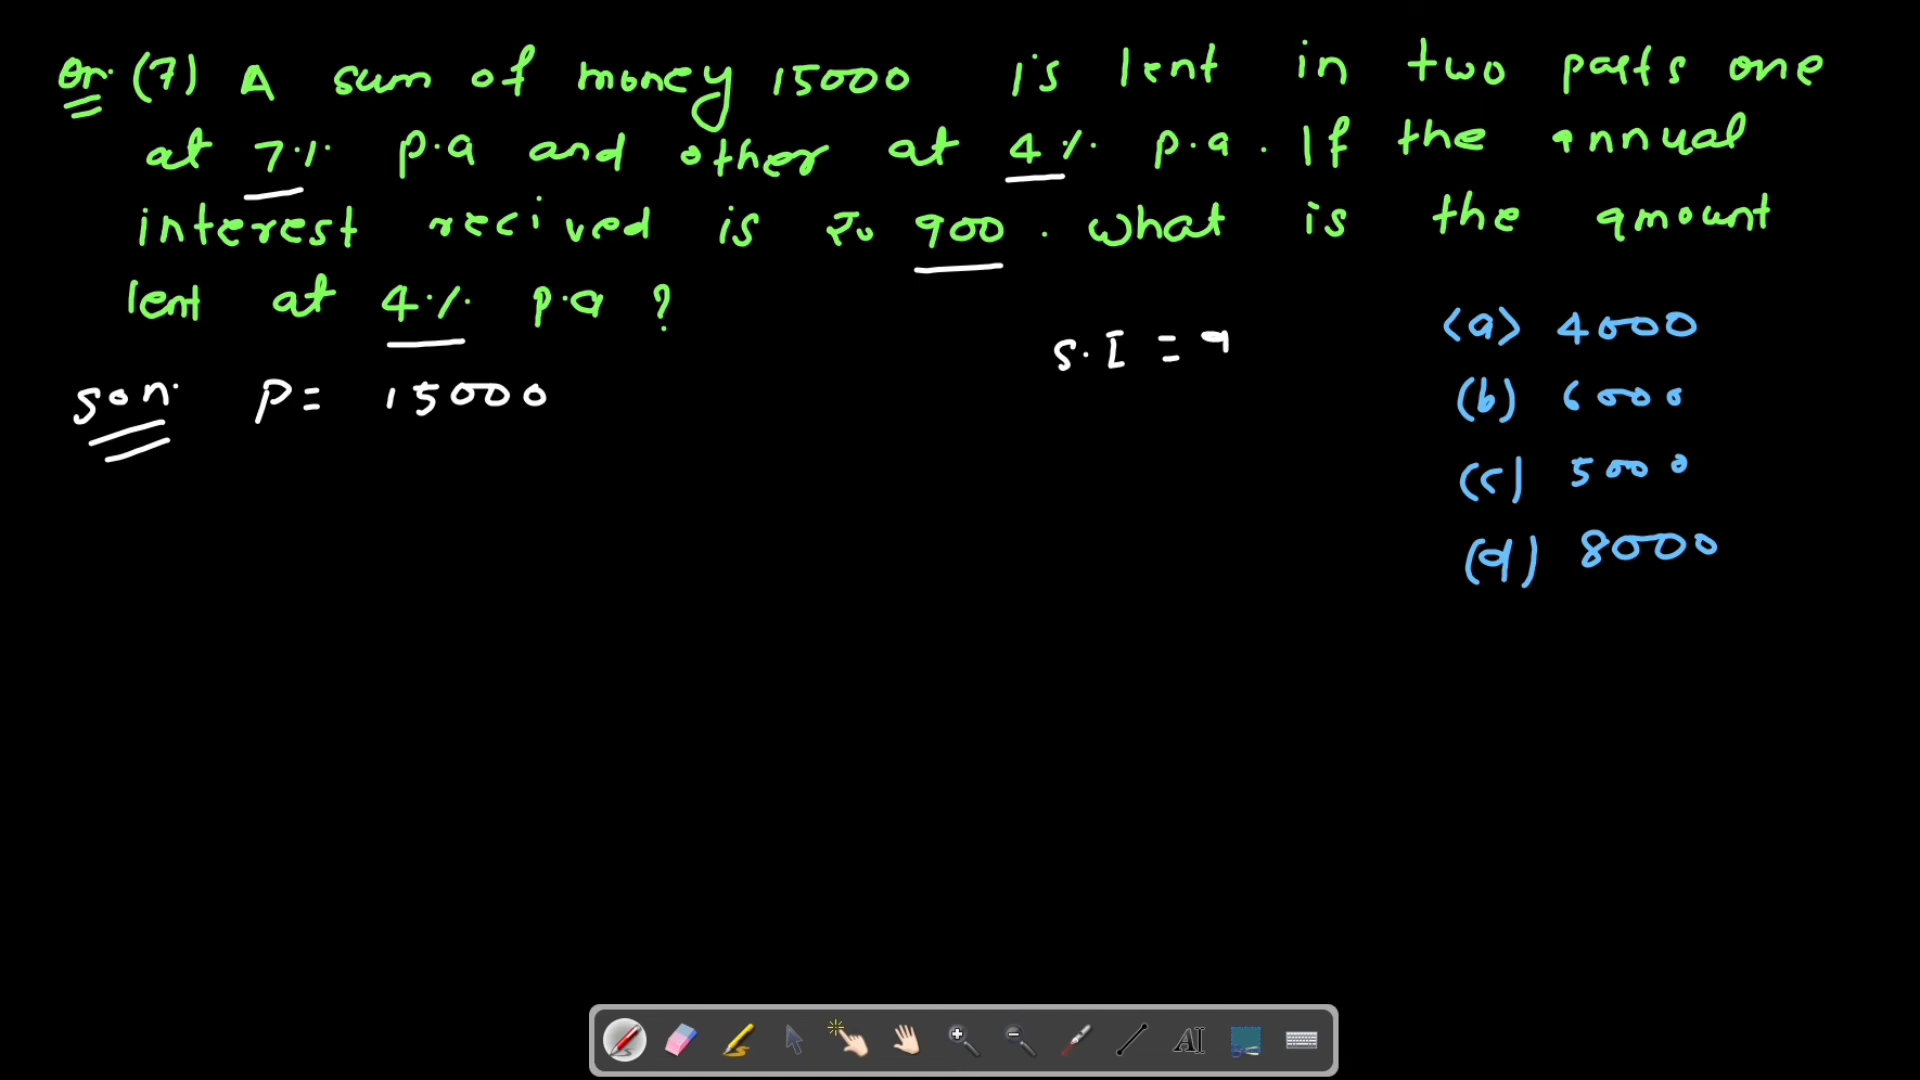 Qn. (7) A sum of money 15000 is lent in two parts one
at 7% p.a and other at 4% p.a. If the annual
interest recived is Rs 900. what is the amount
lent at 4% p.a ?
Son. P = 15000
S.I = 9
(a) 4000
(b) 6000
(c) 5000
(d) 8000
AI